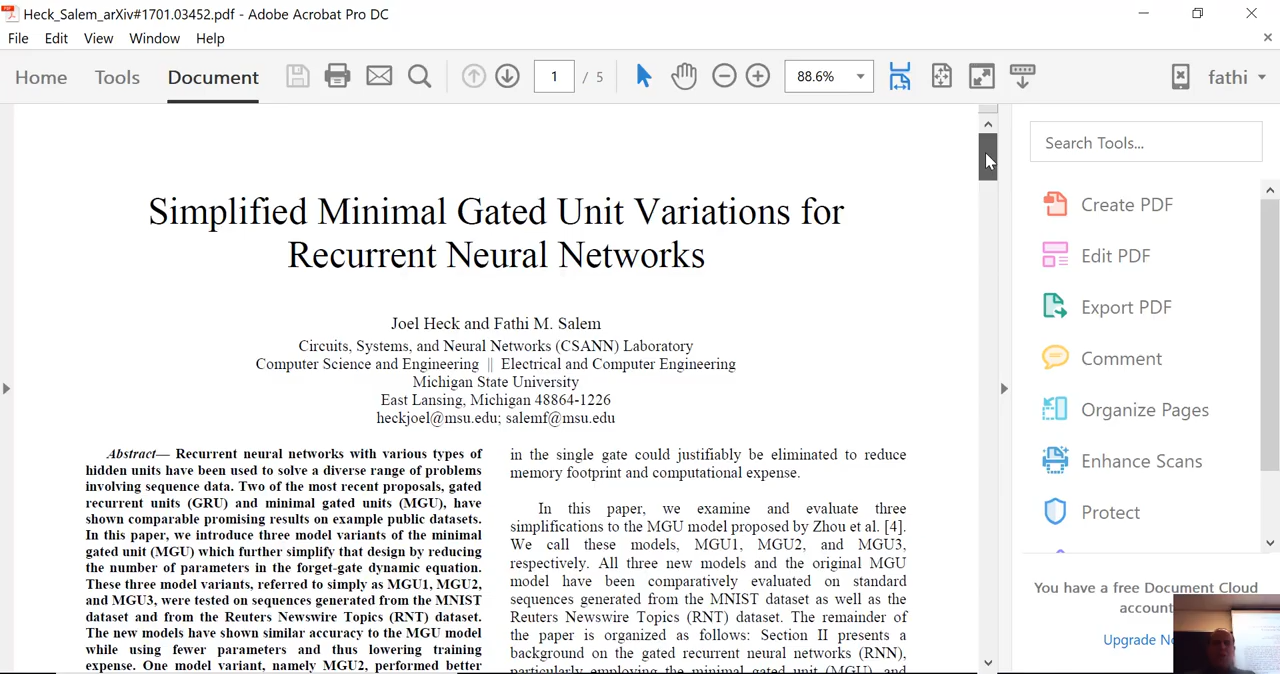 Heck_Salem_arXiv#1701.03452.pdf - Adobe Acrobat Pro DC
File Edit View Window Help
Home Tools Document 1 / 5 88.6% fathi
Search Tools...
Create PDF
Edit PDF
Export PDF
Comment
Organize Pages
Enhance Scans
Protect
You have a free Document Cloud
account
Upgrade
Simplified Minimal Gated Unit Variations for
Recurrent Neural Networks
Joel Heck and Fathi M. Salem
Circuits, Systems, and Neural Networks (CSANN) Laboratory
Computer Science and Engineering || Electrical and Computer Engineering
Michigan State University
East Lansing, Michigan 48864-1226
heckjoel@msu.edu; salemf@msu.edu
Abstract— Recurrent neural networks with various types of
hidden units have been used to solve a diverse range of problems
involving sequence data. Two of the most recent proposals, gated
recurrent units (GRU) and minimal gated units (MGU), have
shown comparable promising results on example public datasets.
In this paper, we introduce three model variants of the minimal
gated unit (MGU) which further simplify that design by reducing
the number of parameters in the forget-gate dynamic equation.
These three model variants, referred to simply as MGU1, MGU2,
and MGU3, were tested on sequences generated from the MNIST
dataset and from the Reuters Newswire Topics (RNT) dataset.
The new models have shown similar accuracy to the MGU model
while using fewer parameters and thus lowering training
expense. One model variant, namely MGU2, performed better
in the single gate could justifiably be eliminated to reduce
memory footprint and computational expense.
In this paper, we examine and evaluate three
simplifications to the MGU model proposed by Zhou et al. [4].
We call these models, MGU1, MGU2, and MGU3,
respectively. All three new models and the original MGU
model have been comparatively evaluated on standard
sequences generated from the MNIST dataset as well as the
Reuters Newswire Topics (RNT) dataset. The remainder of
the paper is organized as follows: Section II presents a
background on the gated recurrent neural networks (RNN),
particularly employing the minimal gated unit (MGU), and